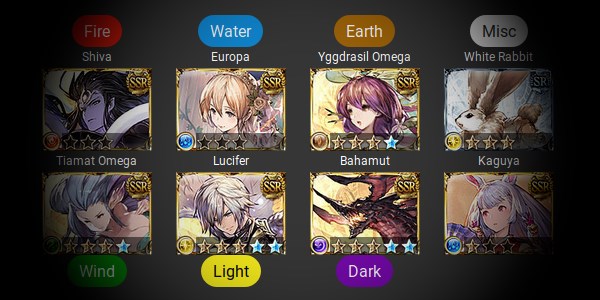 Fire Water Earth Misc
Shiva Europa Yggdrasil Omega White Rabbit
SSR SSR SSR SSR
Tiamat Omega Lucifer Bahamut Kaguya
SSR SSR SSR SSR
Wind Light Dark